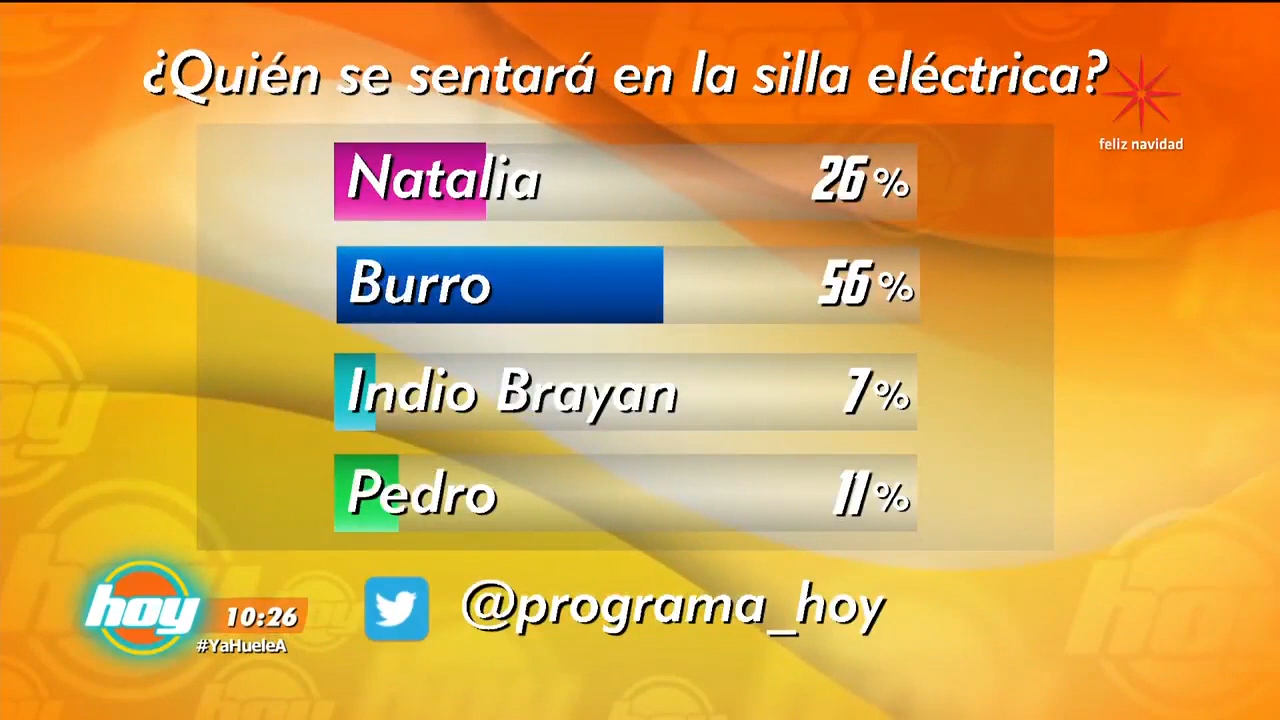 ¿Quién se sentará en la silla eléctrica?
feliz navidad
Natalia 26 %
Burro 56 %
Indio Brayan 7 %
Pedro 11 %
hoy 10:26
#YaHueleA
@programa_hoy